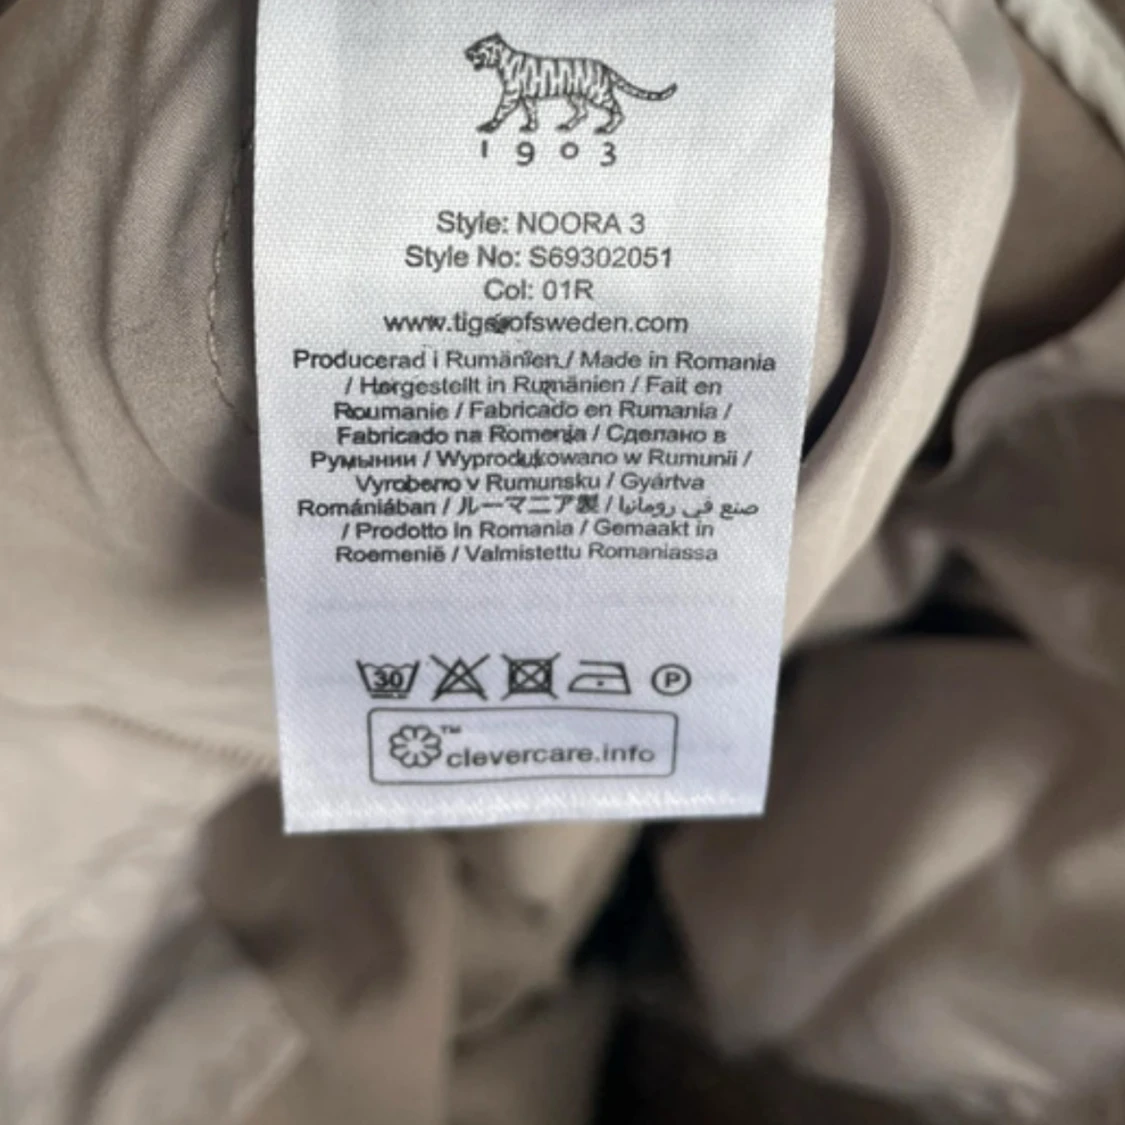 1903
Style: NOORA 3
Style No: S69302051
Col: 01R
www.tigerofsweden.com
Producerad i Rumänien / Made in Romania
/ Hergestellt in Rumänien / Fait en
Roumanie / Fabricado en Rumania /
Fabricado na Romenia / Сделано в
Румынии / Wyprodukowano w Rumunii /
Vyrobeno v Rumunsku / Gyártva
Romániában / ルーマニア製 / صنع في رومانيا
/ Prodotto in Romania / Gemaakt in
Roemenië / Valmistettu Romaniassa
30 P
™
clevercare.info